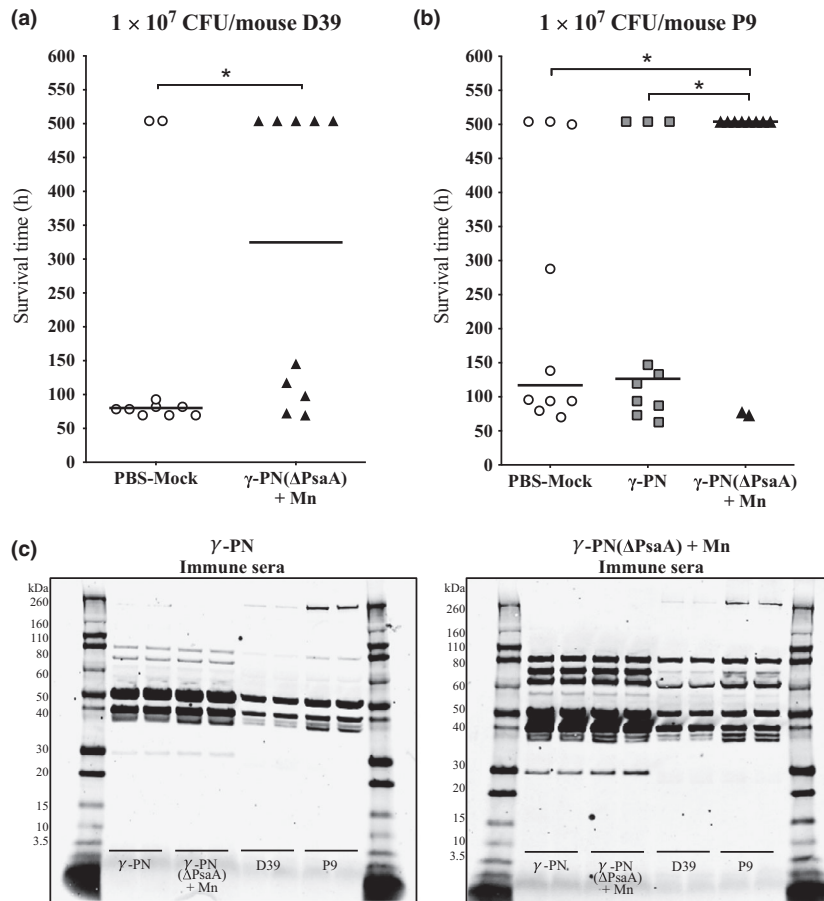 (a)
1 × 10⁷ CFU/mouse D39
600
550
500
450
400
350
300
250
200
150
100
50
0
Survival time (h)
*
PBS-Mock
γ-PN(ΔPsaA)
+ Mn
(b)
1 × 10⁷ CFU/mouse P9
600
550
500
450
400
350
300
250
200
150
100
50
0
Survival time (h)
*
*
PBS-Mock
γ-PN
γ-PN(ΔPsaA)
+ Mn
(c)
γ-PN
Immune sera
kDa
260
160
110
80
60
50
40
30
20
15
10
3.5
γ-PN
γ-PN
(ΔPsaA)
+ Mn
D39
P9
γ-PN(ΔPsaA) + Mn
Immune sera
kDa
260
160
110
80
60
50
40
30
20
15
10
3.5
γ-PN
γ-PN
(ΔPsaA)
+ Mn
D39
P9